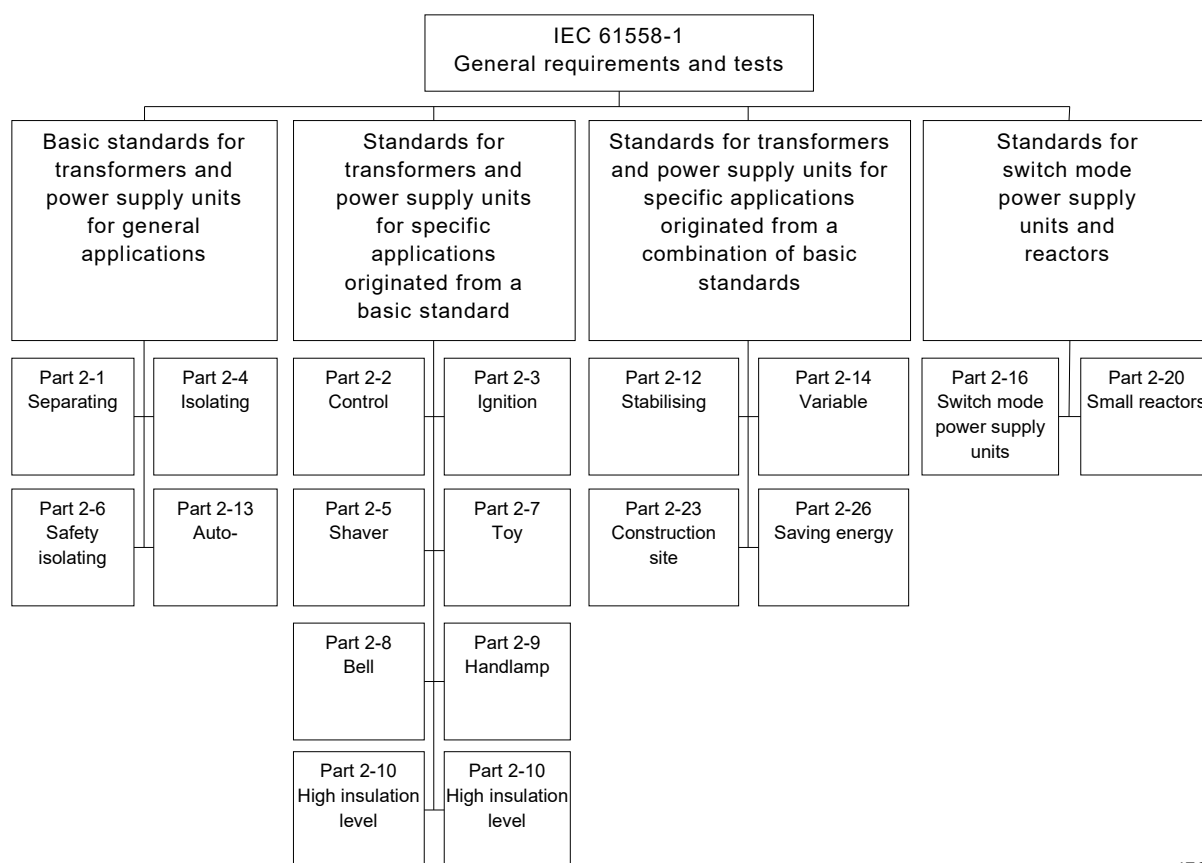 IEC 61558-1
General requirements and tests
Basic standards for
transformers and
power supply units
for general
applications
Standards for
transformers and
power supply units
for specific
applications
originated from a
basic standard
Standards for transformers
and power supply units for
specific applications
originated from a
combination of basic
standards
Standards for
switch mode
power supply
units and
reactors
Part 2-1
Separating
Part 2-4
Isolating
Part 2-2
Control
Part 2-3
Ignition
Part 2-12
Stabilising
Part 2-14
Variable
Part 2-16
Switch mode
power supply
units
Part 2-20
Small reactors
Part 2-6
Safety
isolating
Part 2-13
Auto-
Part 2-5
Shaver
Part 2-7
Toy
Part 2-23
Construction
site
Part 2-26
Saving energy
Part 2-8
Bell
Part 2-9
Handlamp
Part 2-10
High insulation
level
Part 2-10
High insulation
level